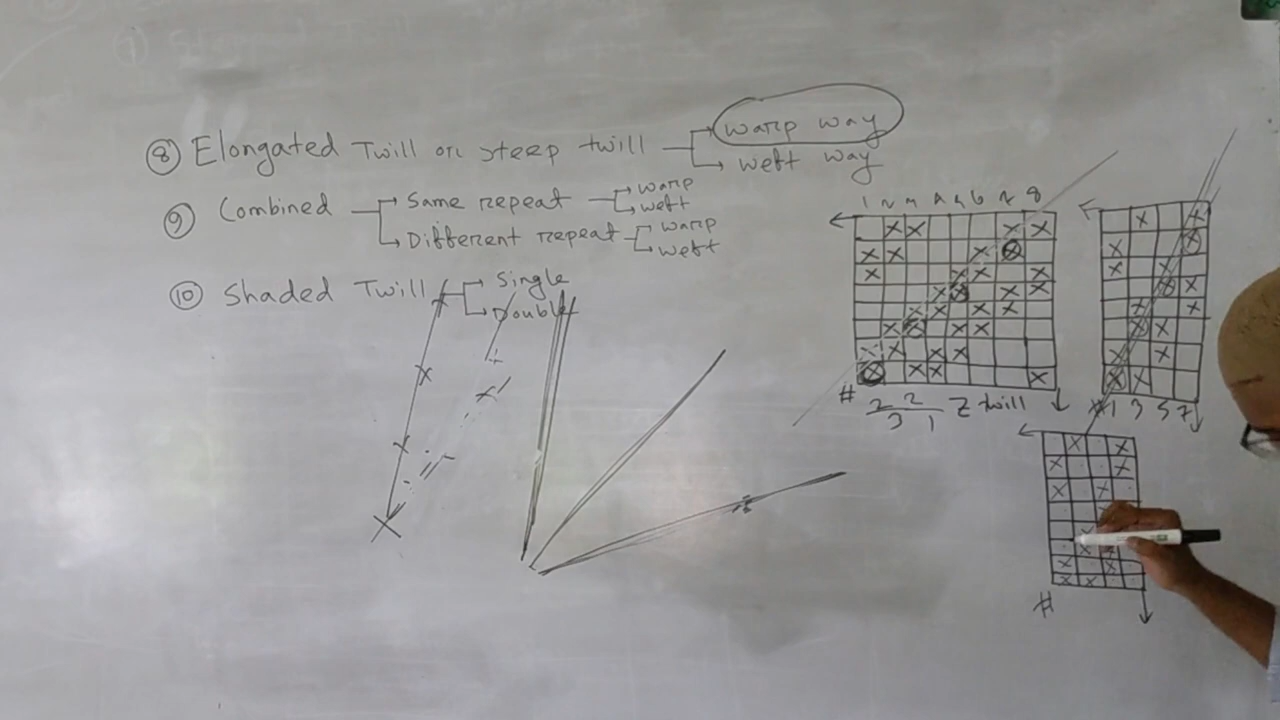 ⑧ Elongated Twill or steep twill → warp way
→ weft way
⑨ Combined → Same repeat → warp
→ weft
→ Different repeat → warp
→ weft
⑩ Shaded Twill → Single
→ Double
1 2 3 4 5 6 7 8
# 2 2 Z twill
3 1
1 3 5 7
#